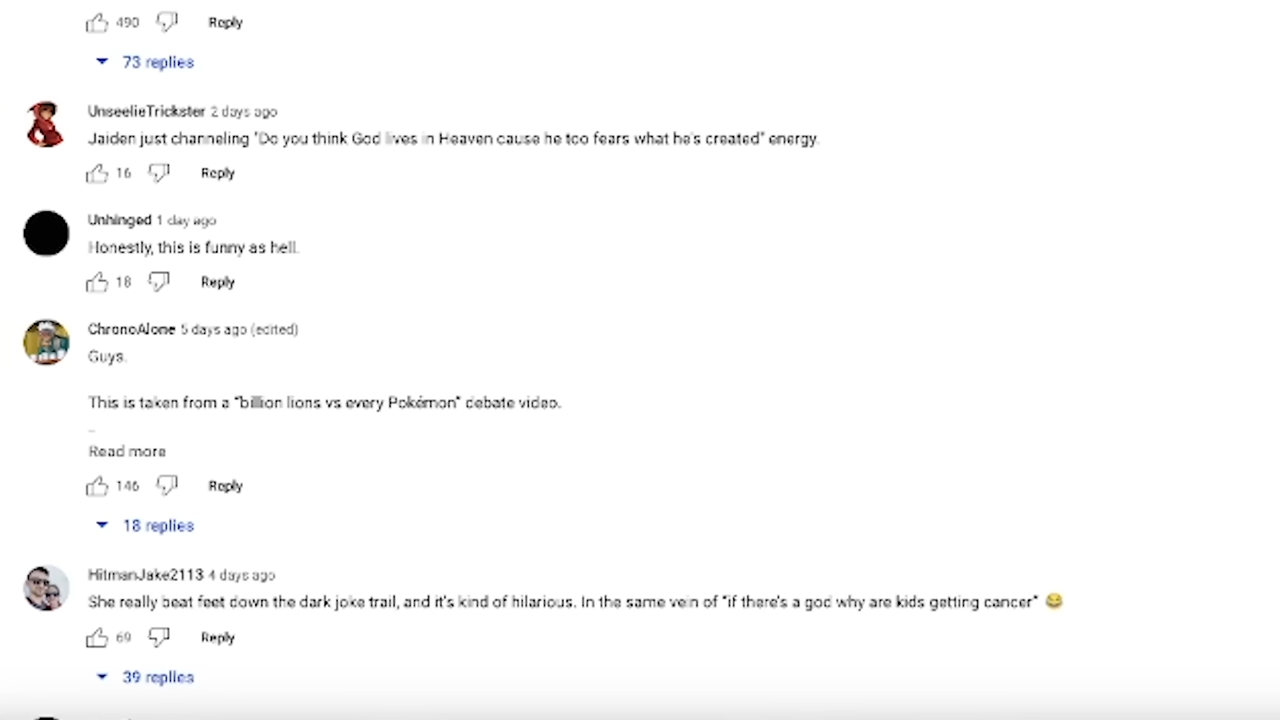 490 Reply
73 replies
UnseelieTrickster 2 days ago
Jaiden just channeling "Do you think God lives in Heaven cause he too fears what he's created" energy.
16 Reply
Unhinged 1 day ago
Honestly, this is funny as hell.
18 Reply
ChronoAlone 5 days ago (edited)
Guys.
This is taken from a "billion lions vs every Pokémon" debate video.
Read more
146 Reply
18 replies
HitmanJake2113 4 days ago
She really beat feet down the dark joke trail, and it's kind of hilarious. In the same vein of "if there's a god why are kids getting cancer" 😂
69 Reply
39 replies